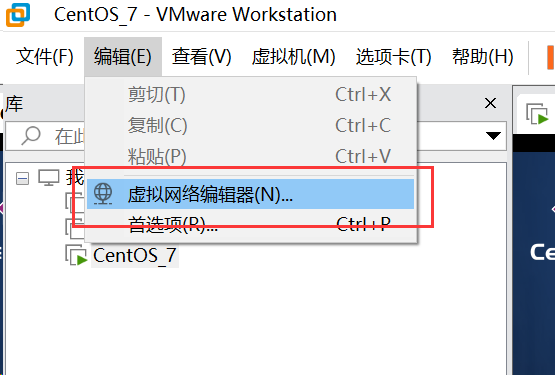 CentOS_7 - VMware Workstation
文件(F) 编辑(E) 查看(V) 虚拟机(M) 选项卡(T) 帮助(H)
库
剪切(T) Ctrl+X
复制(C) Ctrl+C
在此
粘贴(P) Ctrl+V
我
虚拟网络编辑器(N)...
首选项(R)... Ctrl+P
CentOS_7
Ce